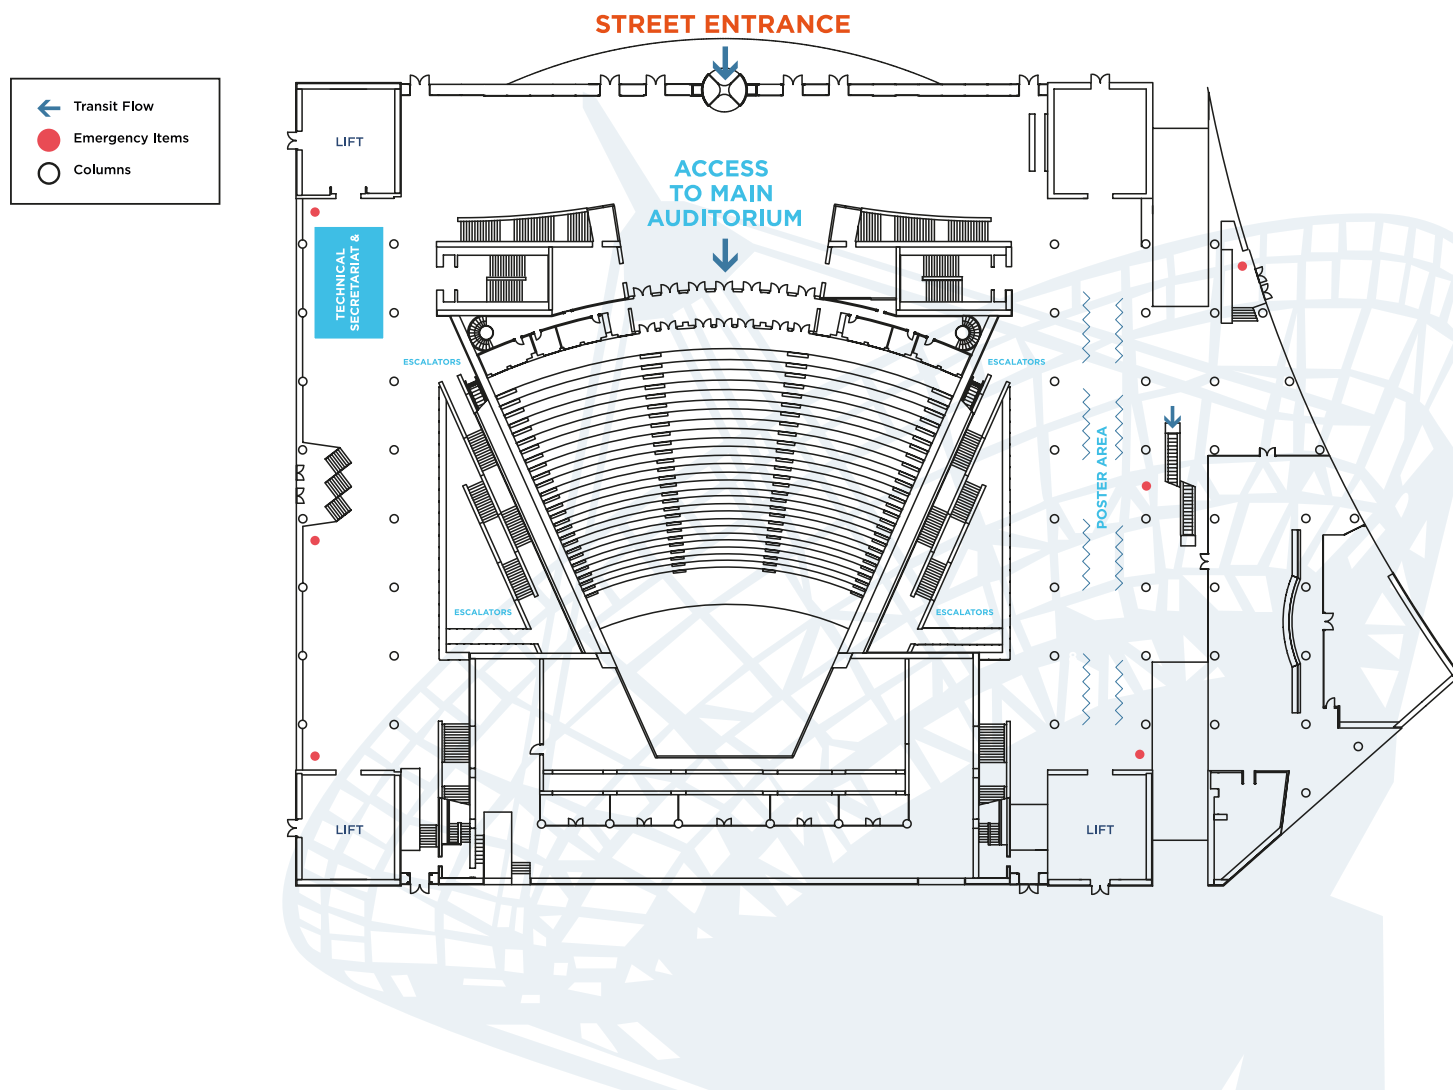 STREET ENTRANCE
Transit Flow
Emergency Items
Columns
LIFT
ACCESS
TO MAIN
AUDITORIUM
TECHNICAL
SECRETARIAT &
ESCALATORS
ESCALATORS
POSTER AREA
ESCALATORS
ESCALATORS
LIFT
LIFT